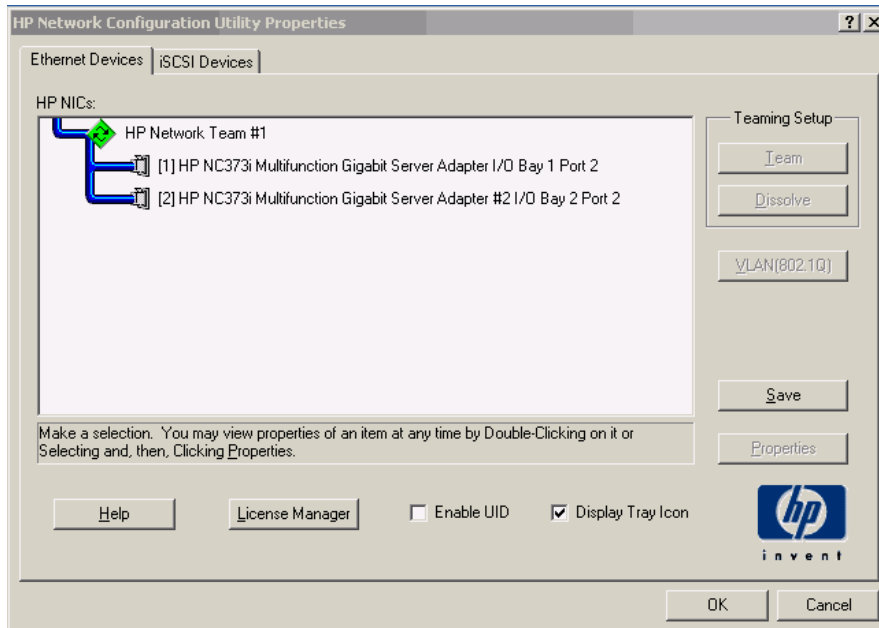 HP Network Configuration Utility Properties
Ethernet Devices
iSCSI Devices
HP NICs:
HP Network Team #1
[1] HP NC373i Multifunction Gigabit Server Adapter I/O Bay 1 Port 2
[2] HP NC373i Multifunction Gigabit Server Adapter #2 I/O Bay 2 Port 2
Teaming Setup
Team
Dissolve
VLAN(802.1Q)
Save
Make a selection. You may view properties of an item at any time by Double-Clicking on it or
Selecting and, then, Clicking Properties.
Properties
Help
License Manager
Enable UID
Display Tray Icon
hp
invent
OK
Cancel